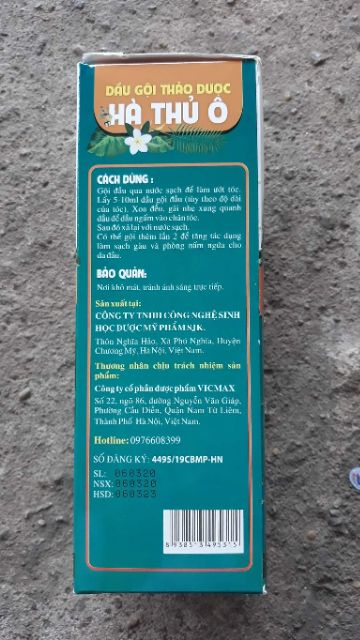 DẦU GỘI THẢO DƯỢC
HÀ THỦ Ô
CÁCH DÙNG :
Gội đầu qua nước sạch để làm ướt tóc.
Lấy 5-10ml dầu gội đầu (tùy theo độ dài
của tóc). Xoa đều, gãi nhẹ xung quanh
đầu để dầu ngấm vào chân tóc.
Sau đó xả lại với nước sạch.
Có thể gội thêm lần 2 để tăng tác dụng
làm sạch gàu và phòng nấm ngứa cho
da đầu.
BẢO QUẢN:
Nơi khô mát, tránh ánh sáng trực tiếp.
Sản xuất tại:
CÔNG TY TNHH CÔNG NGHỆ SINH
HỌC DƯỢC MỸ PHẨM SJK.
Thôn Nghĩa Hảo, Xã Phú Nghĩa, Huyện
Chương Mỹ, Hà Nội, Việt Nam.
Thương nhân chịu trách nhiệm sản
phẩm:
Công ty cổ phần dược phẩm VICMAX
Số 22, ngõ 86, đường Nguyễn Văn Giáp,
Phường Cầu Diễn, Quận Nam Từ Liêm,
Thành Phố Hà Nội, Việt Nam.
Hotline: 0976608399
SỐ ĐĂNG KÝ: 4495/19CBMP-HN
SL: 060320
NSX: 060320
HSD: 060323